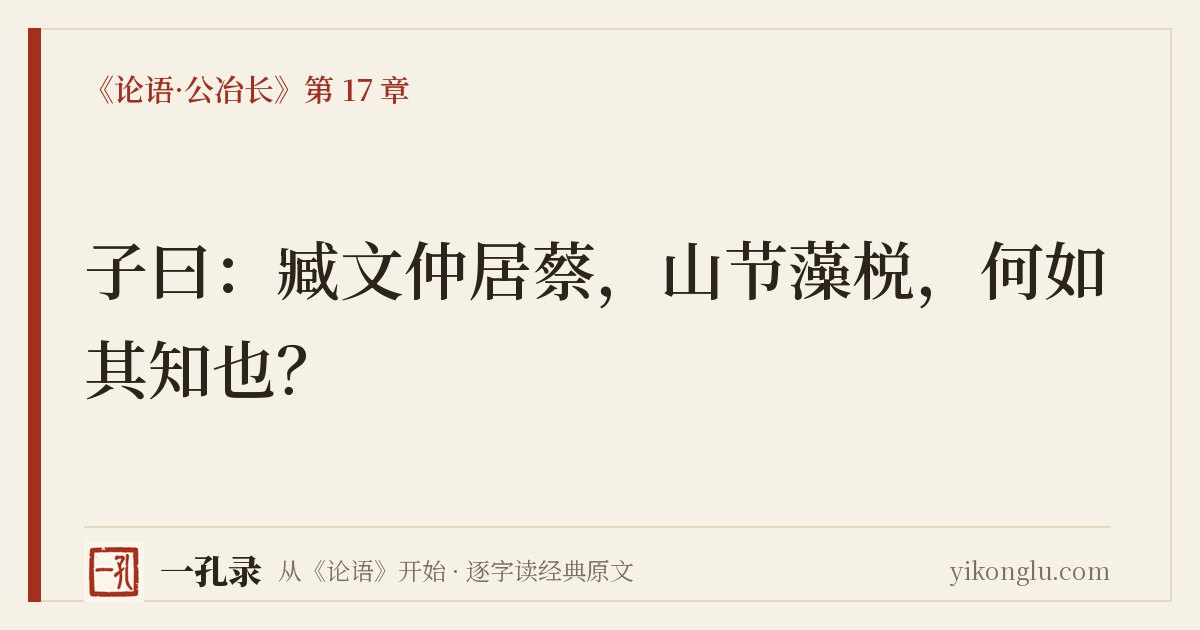 《论语·公冶长》第 17 章
子曰：臧文仲居蔡，山节藻棁，何如
其知也？
一孔
一孔录 从《论语》开始 · 逐字读经典原文 yikonglu.com